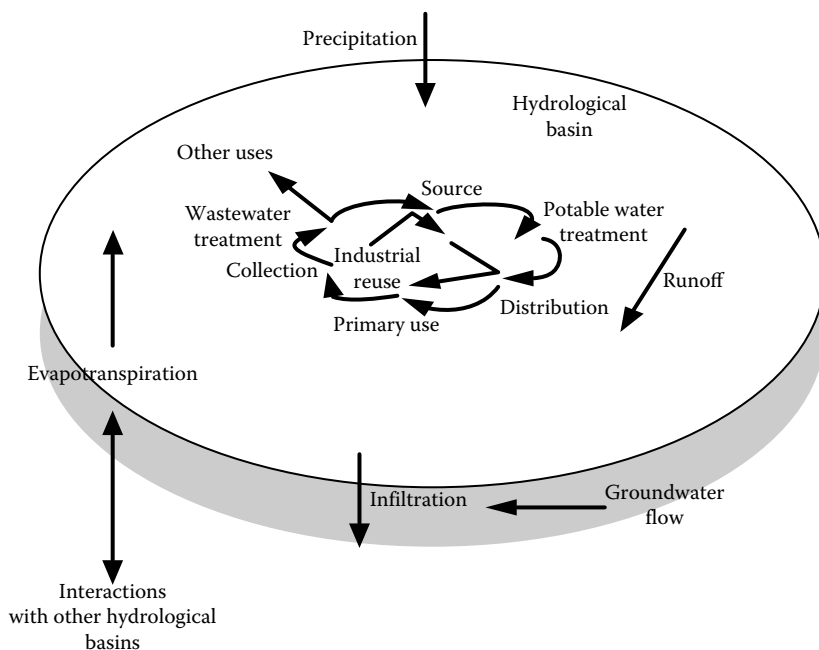 Precipitation
Hydrological
basin
Other uses
Source
Wastewater
treatment
Potable water
treatment
Industrial
reuse
Collection
Runoff
Distribution
Primary use
Evapotranspiration
Infiltration
Groundwater
flow
Interactions
with other hydrological
basins